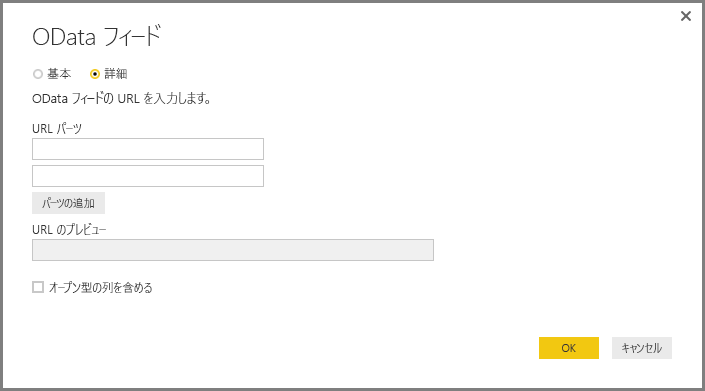 OData フィード
基本 詳細
OData フィードの URL を入力します。
URL パーツ
パーツの追加
URL のプレビュー
オープン型の列を含める
OK キャンセル